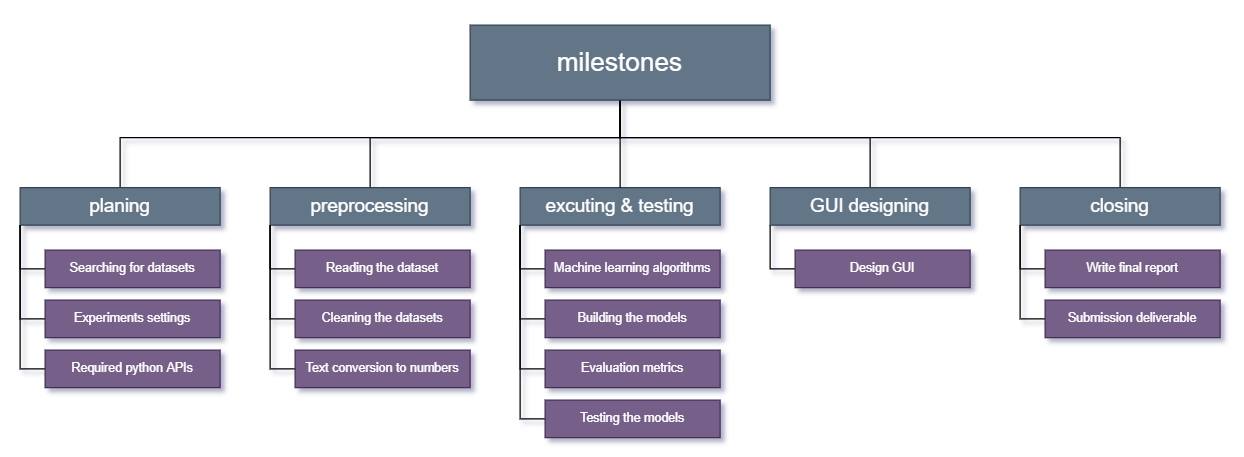 milestones
planing
preprocessing
excuting & testing
GUI designing
closing
Searching for datasets
Experiments settings
Required python APIs
Reading the dataset
Cleaning the datasets
Text conversion to numbers
Machine learning algorithms
Building the models
Evaluation metrics
Testing the models
Design GUI
Write final report
Submission deliverable